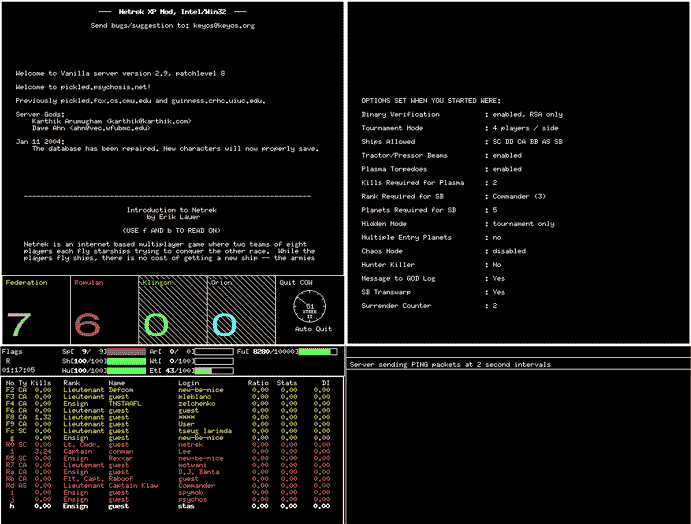 ---  Netrek XP Mod, Intel/Win32  ---
Send bugs/suggestion to: keyos@keyos.org
Welcome to Vanilla server version 2.9, patchlevel 8
Welcome to pickled.psychosis.net!
Previously pickled.fox.cs.cmu.edu and guinness.crhc.uiuc.edu.
Server Gods:
Karthik Arumugham (karthik@karthik.com)
Dave Ahn (ahn@vec.wfubmc.edu)
Jan 11 2004:
The database has been repaired. New characters will now properly save.
Introduction to Netrek
by Erik Lauer
(USE f AND b TO READ ON)
Netrek is an internet based multiplayer game where two teams of eight
players each fly starships trying to conquer the other race.  While the
players fly ships, there is no cost of getting a new ship -- the armies
OPTIONS SET WHEN YOU STARTED WERE:
Binary Verification : enabled, RSA only
Tournament Mode : 4 players / side
Ships Allowed : SC DD CA BB AS SB
Tractor/Pressor Beams : enabled
Plasma Torpedoes : enabled
Kills Required for Plasma : 2
Rank Required for SB : Commander (3)
Planets Required for SB : 5
Hidden Mode : tournament only
Multiple Entry Planets : no
Chaos Mode : disabled
Hunter Killer : No
Message to GOD Log : Yes
SB Transwarp : Yes
Surrender Counter : 2
Federation Romulan Klingon Orion Quit COW
7 6 0 0 51
Auto Quit
Flags Sp[ 9/ 9] Ar[ 0/ 0] Fu[ 8280/10000]
R Sh[100/100] Wt[ 0/100]
01:17:05 Hu[100/100] Et[ 43/100]
Server sending PING packets at 2 second intervals
No Ty Kills Rank Name Login Ratio Stats DI
F2 CA 0.00 Lieutenant Defcom new-be-nice 0.00 0.00 0.00
F3 CA 0.00 Lieutenant guest mleblanc 0.00 0.00 0.00
F4 CA 0.00 Ensign TNSTAAFL zelchenko 0.00 0.00 0.00
F6 CA 0.00 Lieutenant guest guest 0.00 0.00 0.00
F8 CA 1.32 Lieutenant guest 0.00 0.00 0.00
F9 CA 0.00 Lieutenant guest User 0.00 0.00 0.00
Fc SC 0.00 Lieutenant guest tseug larimda 0.00 0.00 0.00
g 0.00 Ensign guest new-be-nice 0.00 0.00 0.00
R0 SC 0.00 Lt. Cmdr. guest netrek 0.00 0.00 0.00
1 3.24 Captain corman Lee 0.00 0.00 0.00
R5 SC 0.00 Ensign Rexxar new-be-nice 0.00 0.00 0.00
R7 CA 0.00 Lieutenant guest motwani 0.00 0.00 0.00
Ra CA 0.00 Ensign guest D.J. Banta 0.00 0.00 0.00
Rb CA 0.00 Flt. Capt. Raboof guest 0.00 0.00 0.00
Rd AS 0.00 Lieutenant Captain Klaw Commander 0.00 0.00 0.00
i 0.00 Ensign guest spymob 0.00 0.00 0.00
j 0.00 Ensign guest psychos 0.00 0.00 0.00
h 0.00 Ensign guest stas 0.00 0.00 0.00